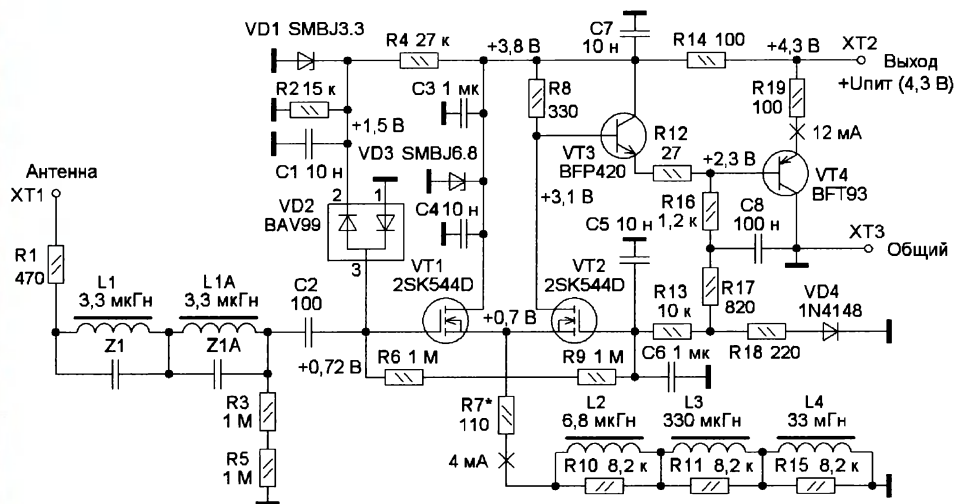 VD1 SMBJ3.3
R4 27 к
+3,8 В
C7
10 н
R14 100
+4,3 В
XT2
Выход
+Uпит (4,3 В)
R2 15 к
C3 1 мк
R8
330
R19
100
+1,5 В
C1 10 н
VD3 SMBJ6.8
VT3
BFP420
R12
27
12 мА
+2,3 В
VT4
BFT93
Антенна
XT1
2
1
VD2
BAV99
3
C4 10 н
+3,1 В
C5 10 н
R16
1,2 к
C8
100 н
XT3
Общий
R1
470
L1
3,3 мкГн
L1A
3,3 мкГн
C2
100
VT1
2SK544D
VT2
2SK544D
R17
820
VD4
1N4148
+0,7 В
R13
10 к
Z1
Z1A
+0,72 В
R6 1 М
R9 1 М
C6 1 мк
R18 220
R3
1 М
R7*
110
L2
6,8 мкГн
L3
330 мкГн
L4
33 мГн
R5
1 М
4 мА
R10 8,2 к
R11 8,2 к
R15 8,2 к